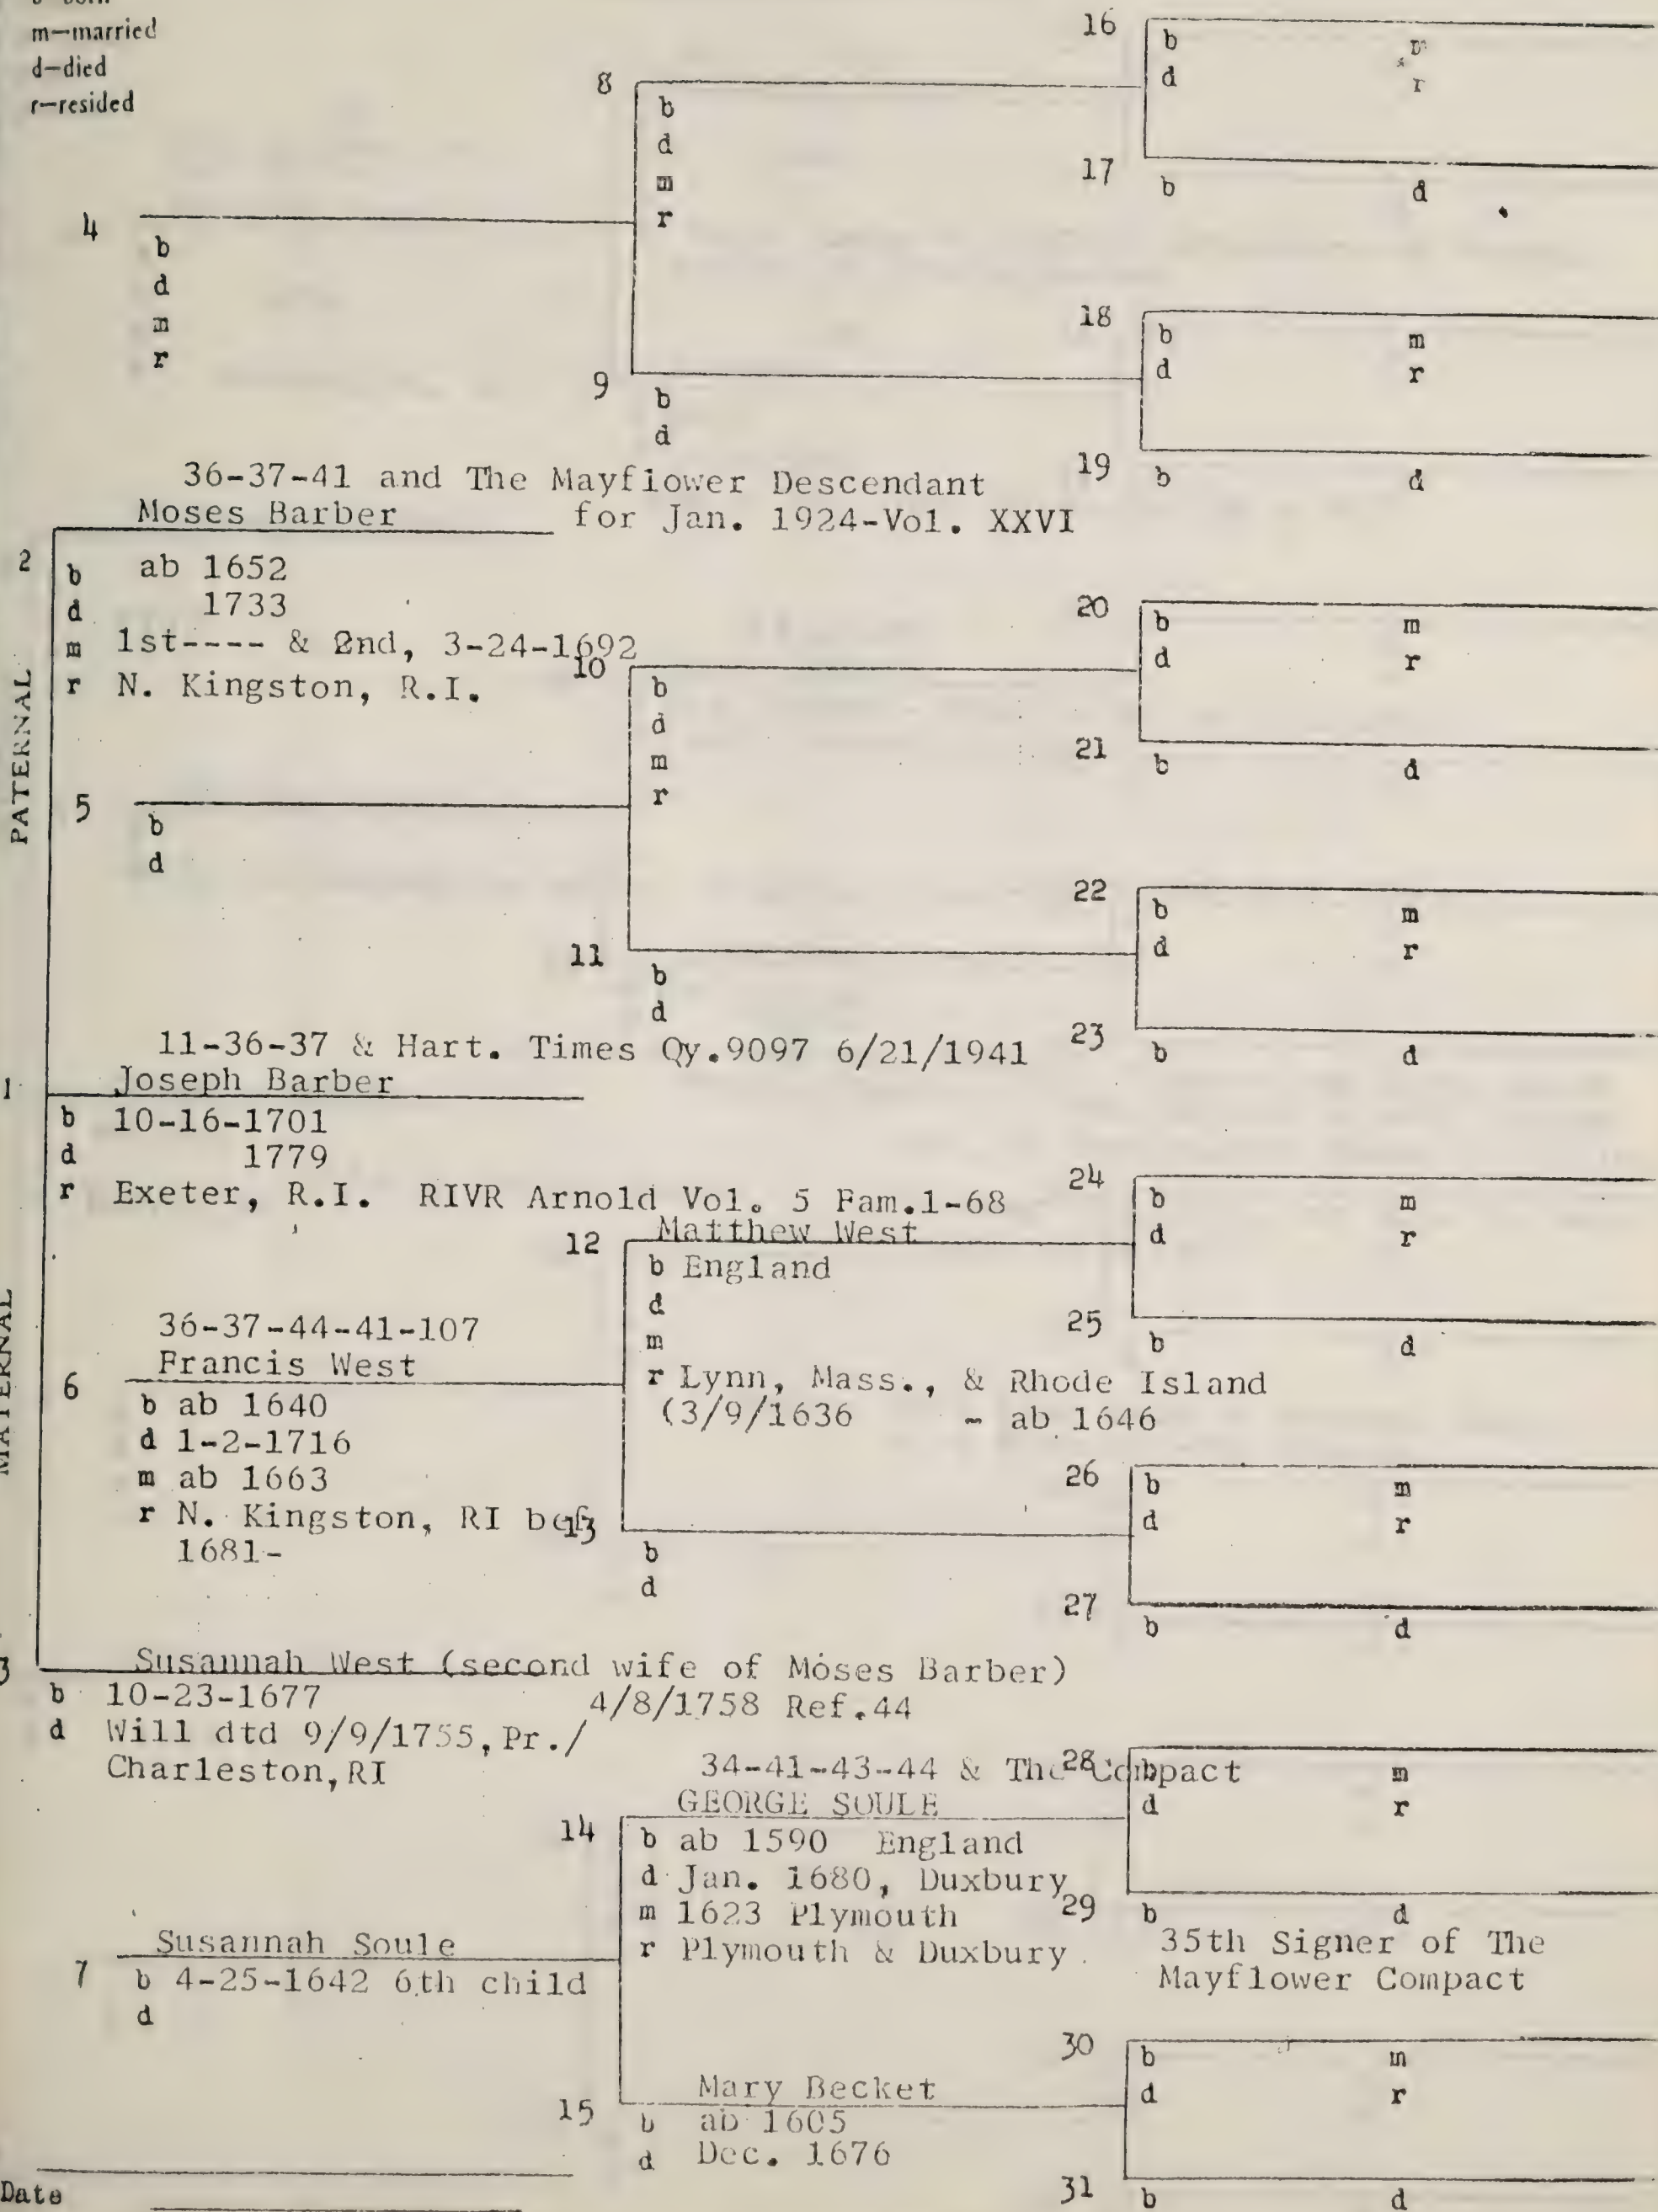 m—married
d—died
r—resided
16
b m
d r
8
b
d
m
r
17
b d
4
b
d
m
r
18
b m
d r
9
b
d
19
b d
36-37-41 and The Mayflower Descendant
Moses Barber for Jan. 1924-Vol. XXVI
2
b ab 1652
d 1733
m 1st---- & 2nd, 3-24-1692
r N. Kingston, R.I.
PATERNAL
20
b m
d r
10
b
d
m
r
21
b d
5
b
d
22
b m
d r
11
b
d
23
b d
11-36-37 & Hart. Times Qy.9097 6/21/1941
1
Joseph Barber
b 10-16-1701
d 1779
r Exeter, R.I. RIVR Arnold Vol. 5 Fam.1-68
24
b m
d r
12
Matthew West
b England
d
m
r Lynn, Mass., & Rhode Island
(3/9/1636 - ab 1646
25
b d
MATERNAL
36-37-44-41-107
Francis West
6
b ab 1640
d 1-2-1716
m ab 1663
r N. Kingston, RI bef
1681-
26
b m
d r
13
b
d
27
b d
3
Susannah West (second wife of Moses Barber)
b 10-23-1677 4/8/1758 Ref.44
d Will dtd 9/9/1755,Pr./
Charleston,RI
28
b m
d r
34-41-43-44 & The Compact
GEORGE SOULE
14
b ab 1590 England
d Jan. 1680, Duxbury
m 1623 Plymouth
r Plymouth & Duxbury
29
b d
35th Signer of The
Mayflower Compact
Susannah Soule
7
b 4-25-1642 6th child
d
30
b m
d r
Mary Becket
15
b ab 1605
d Dec. 1676
31
b d
Date